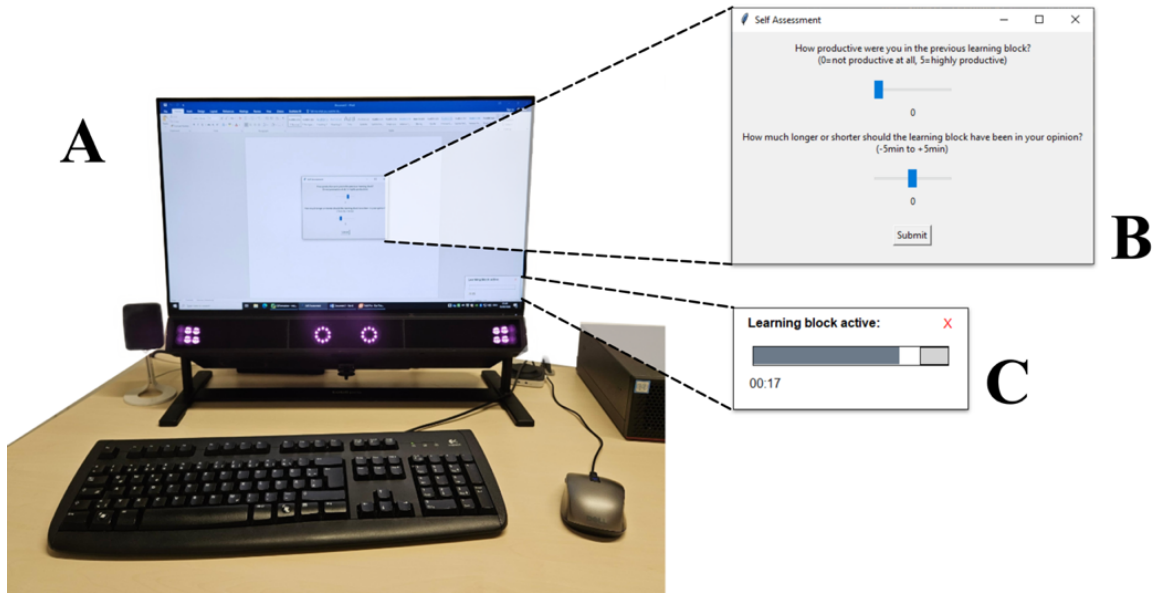 A
Self Assessment
How productive were you in the previous learning block?
(0=not productive at all, 5=highly productive)
0
How much longer or shorter should the learning block have been in your opinion?
(-5min to +5min)
0
Submit
B
Learning block active:
X
00:17
C